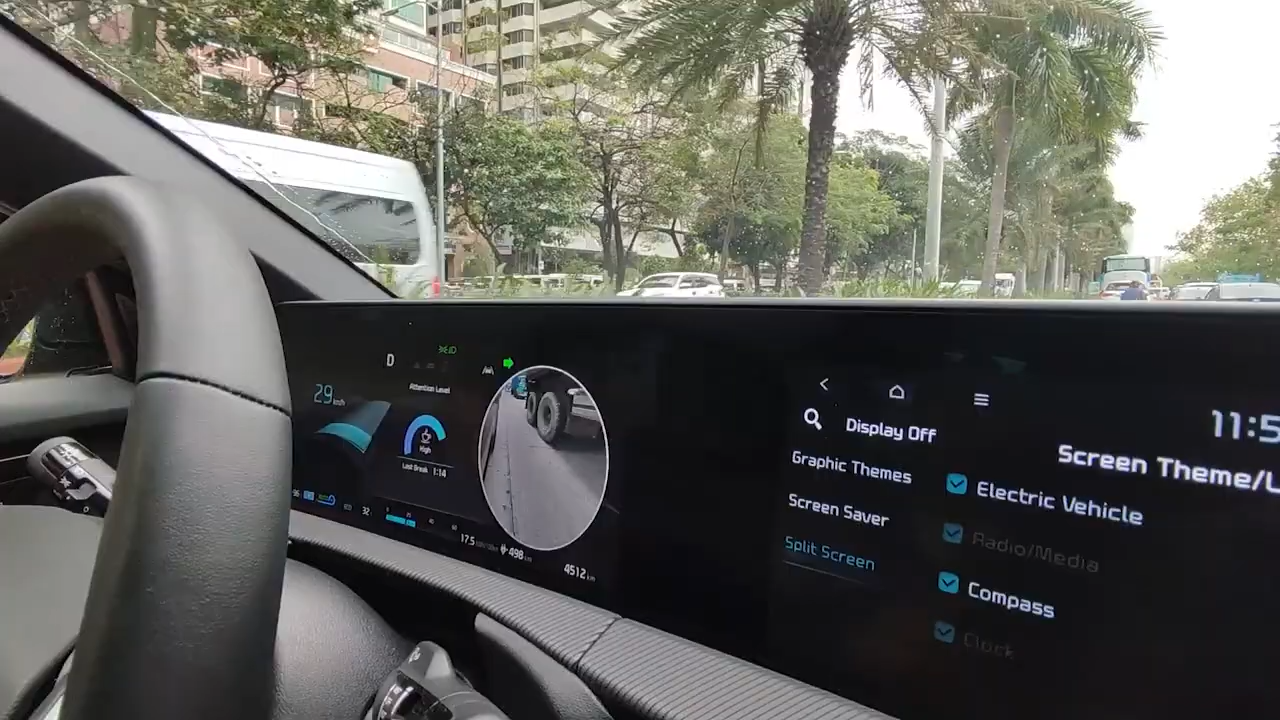 D
29 km/h
Attention Level
High
Last Break 1:14
32
17.5
498 km
4512 km
Display Off
Graphic Themes
Screen Saver
Split Screen
11:5
Screen Theme/
Electric Vehicle
Radio/Media
Compass
Clock